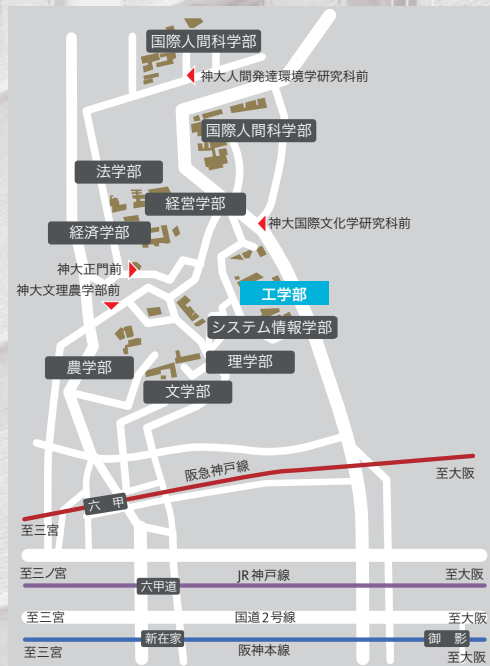 国際人間科学部
神大人間発達環境学研究科前
国際人間科学部
法学部
経営学部
神大国際文化学研究科前
経済学部
神大正門前
神大文理農学部前
工学部
システム情報学部
農学部
理学部
文学部
阪急神戸線
至大阪
六 甲
至三宮
至三ノ宮
JR神戸線
至大阪
六甲道
至三宮
国道2号線
至大阪
新在家
御 影
至三宮
阪神本線
至大阪